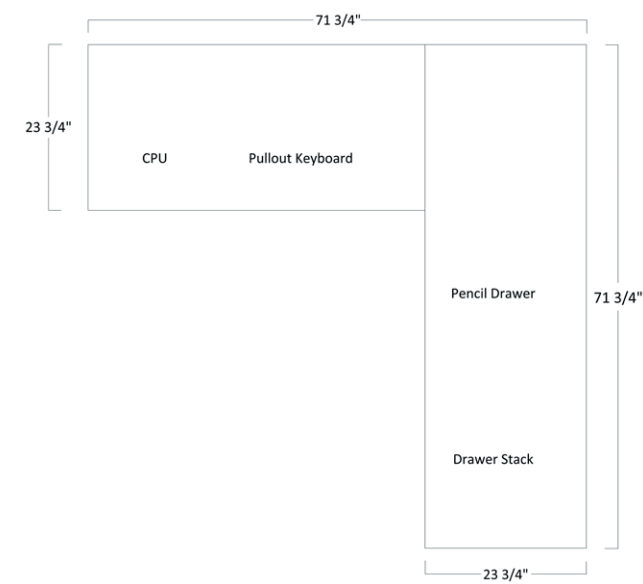 71 3/4"
23 3/4"
CPU
Pullout Keyboard
Pencil Drawer
71 3/4"
Drawer Stack
23 3/4"